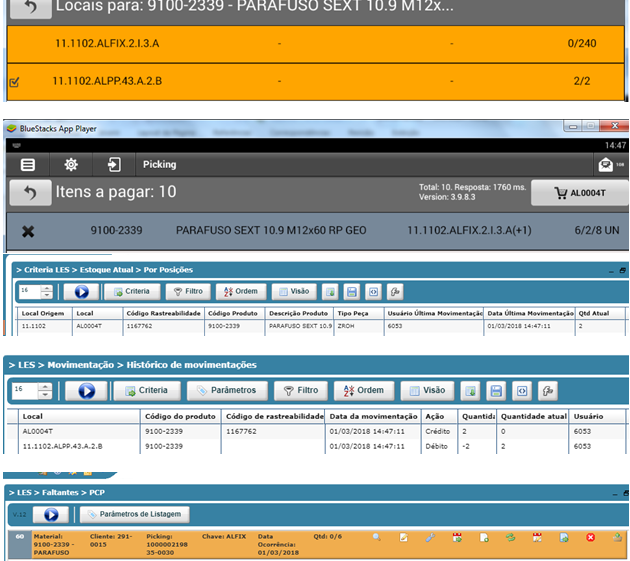 Locais para: 9100-2339 - PARAFUSO SEXT 10.9 M12x...
11.1102.ALFIX.2.I.3.A - - 0/240
11.1102.ALPP.43.A.2.B - - 2/2
BlueStacks App Player
14:47
Picking
Itens a pagar: 10
Total: 10. Resposta: 1760 ms.
Version: 3.9.8.3
AL0004T
9100-2339 PARAFUSO SEXT 10.9 M12x60 RP GEO 11.1102.ALFIX.2.I.3.A(+1) 6/2/8 UN
> Criteria LES > Estoque Atual > Por Posições
16 Criteria Filtro Ordem Visão
Local Origem Local Código Rastreabilidade Código Produto Descrição Produto Tipo Peça Usuário Última Movimentação Data Última Movimentação Qtd Atual
11.1102 AL0004T 1167762 9100-2339 PARAFUSO SEXT 10.9 ZROH 6053 01/03/2018 14:47:11 2
> LES > Movimentação > Histórico de movimentações
16 Criteria Parâmetros Filtro Ordem Visão
Local Código do produto Código de rastreabilidade Data da movimentação Ação Quantid Quantidade atual Usuário
AL0004T 9100-2339 1167762 01/03/2018 14:47:11 Crédito 2 0 6053
11.1102.ALPP.43.A.2.B 9100-2339 01/03/2018 14:47:11 Débito -2 2 6053
> LES > Faltantes > PCP
V.12 Parâmetros de Listagem
60 Material: Cliente: 291- Picking: Chave: ALFIX Data Qtd: 0/6
9100-2339 - 0015 1000002198 Ocorrência:
PARAFUSO 35-0030 01/03/2018